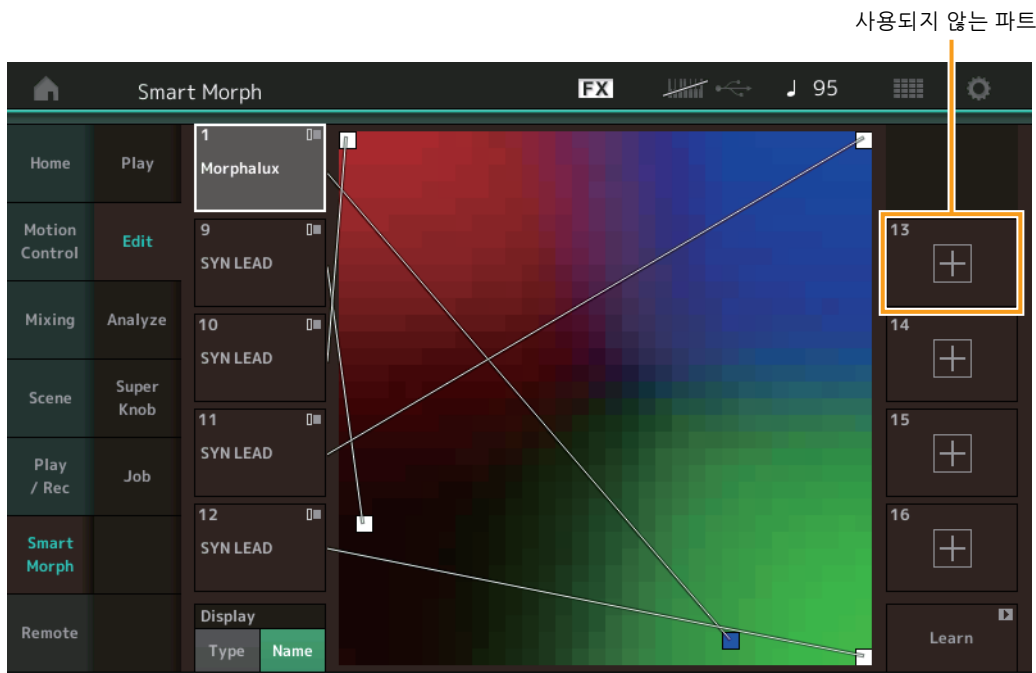 사용되지 않는 파트
Smart Morph
FX
♩ 95
Home
Motion
Control
Mixing
Scene
Play
/ Rec
Smart
Morph
Remote
Play
Edit
Analyze
Super
Knob
Job
1
Morphalux
9
SYN LEAD
10
SYN LEAD
11
SYN LEAD
12
SYN LEAD
Display
Type
Name
13
14
15
16
Learn